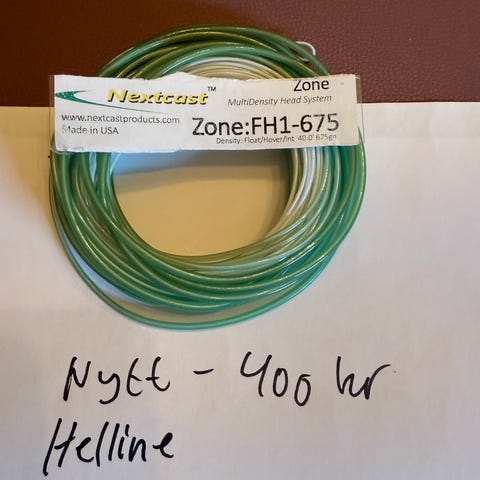 Nextcast™ Zone
MultiDensity Head System
www.nextcastproducts.com
Made in USA
Zone:FH1-675
Density: Float/Hover/Int 40.0' 675gn
Nytt - 400 kr
Helline